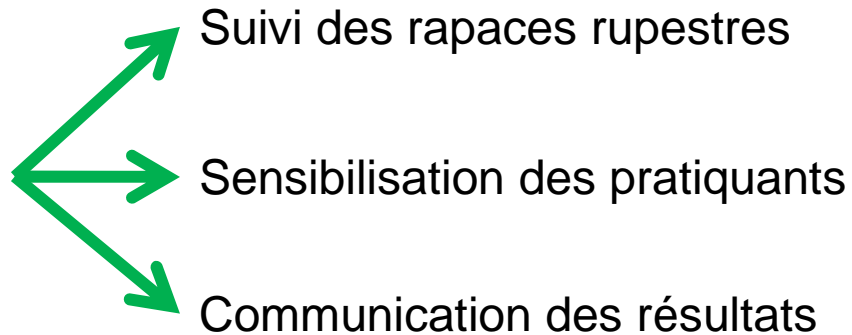 Suivi des rapaces rupestres
Sensibilisation des pratiquants
Communication des résultats